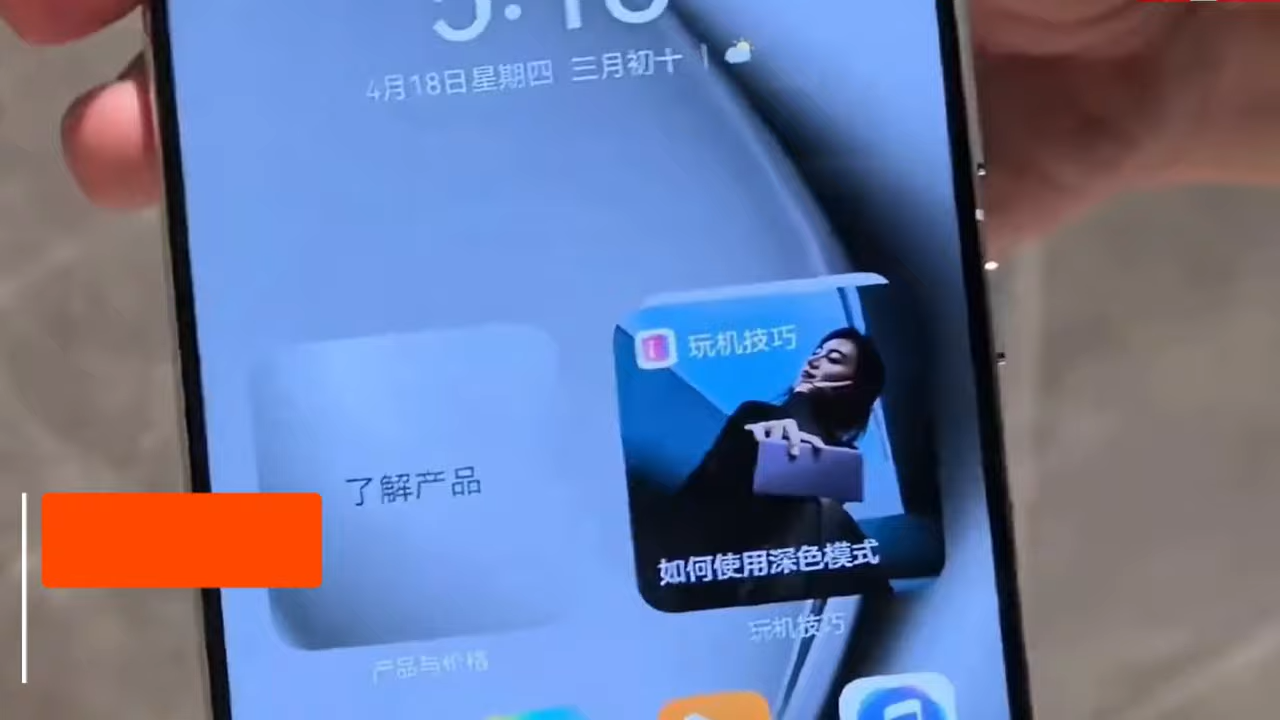 4月18日星期四 三月初十
玩机技巧
了解产品
如何使用深色模式
玩机技巧
产品与价格